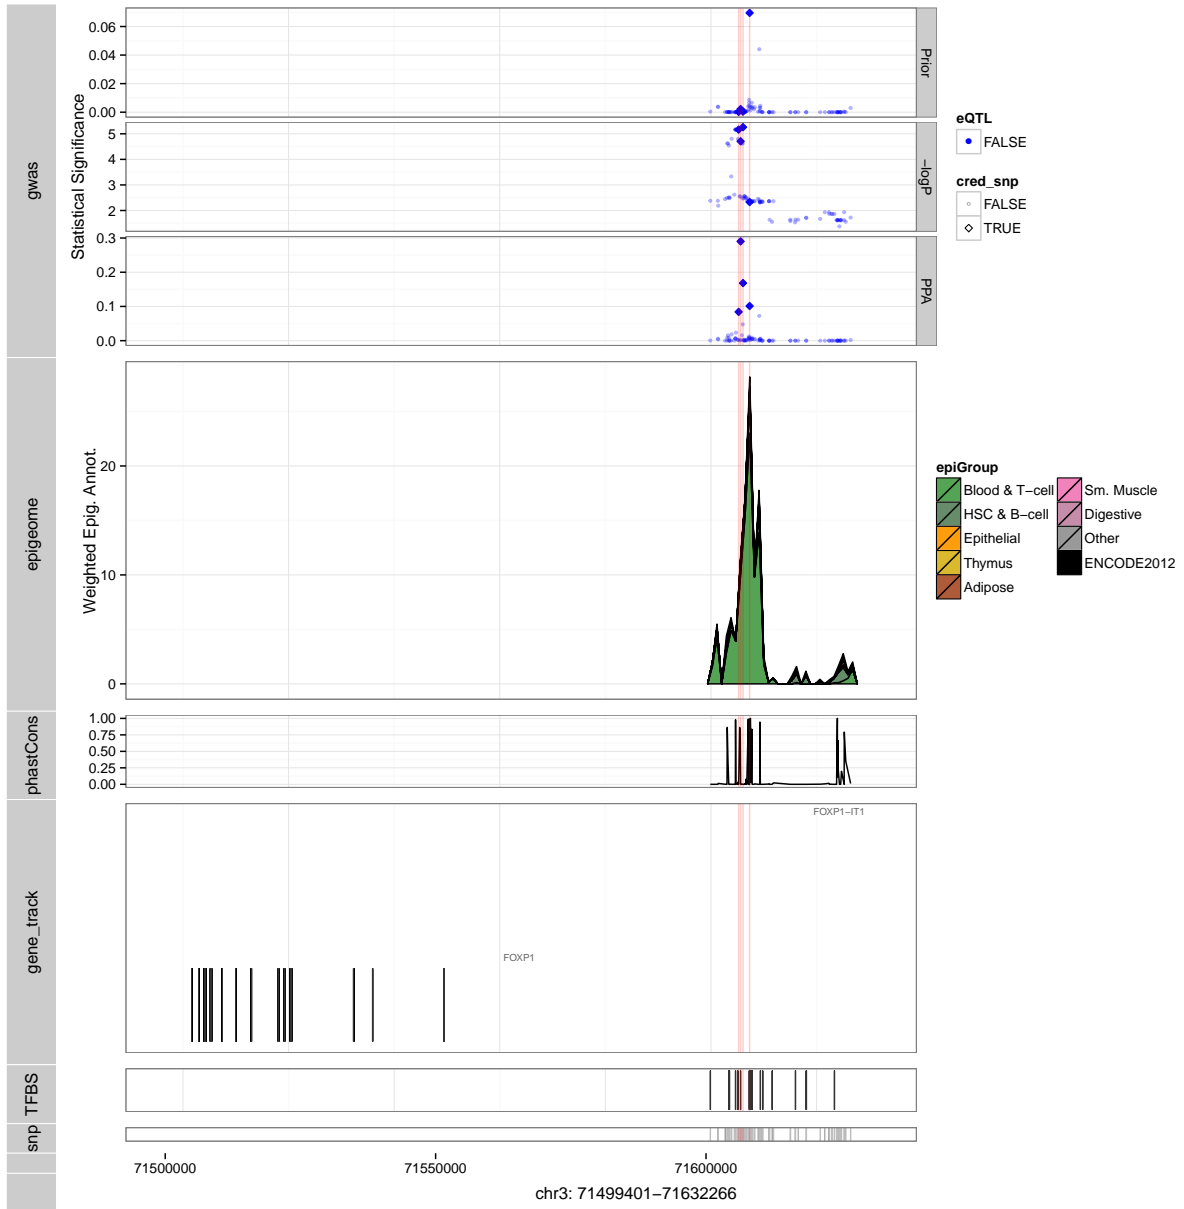 gwas
Statistical Significance
0.06
0.04
0.02
0.00
Prior
5
4
3
2
−logP
0.3
0.2
0.1
0.0
PPA
eQTL
FALSE
cred_snp
FALSE
TRUE
epigeome
Weighted Epig. Annot.
20
10
0
epiGroup
Blood & T−cell
HSC & B−cell
Epithelial
Thymus
Adipose
Sm. Muscle
Digestive
Other
ENCODE2012
phastCons
1.00
0.75
0.50
0.25
0.00
gene_track
FOXP1−IT1
FOXP1
TFBS
snp
71500000
71550000
71600000
chr3: 71499401−71632266